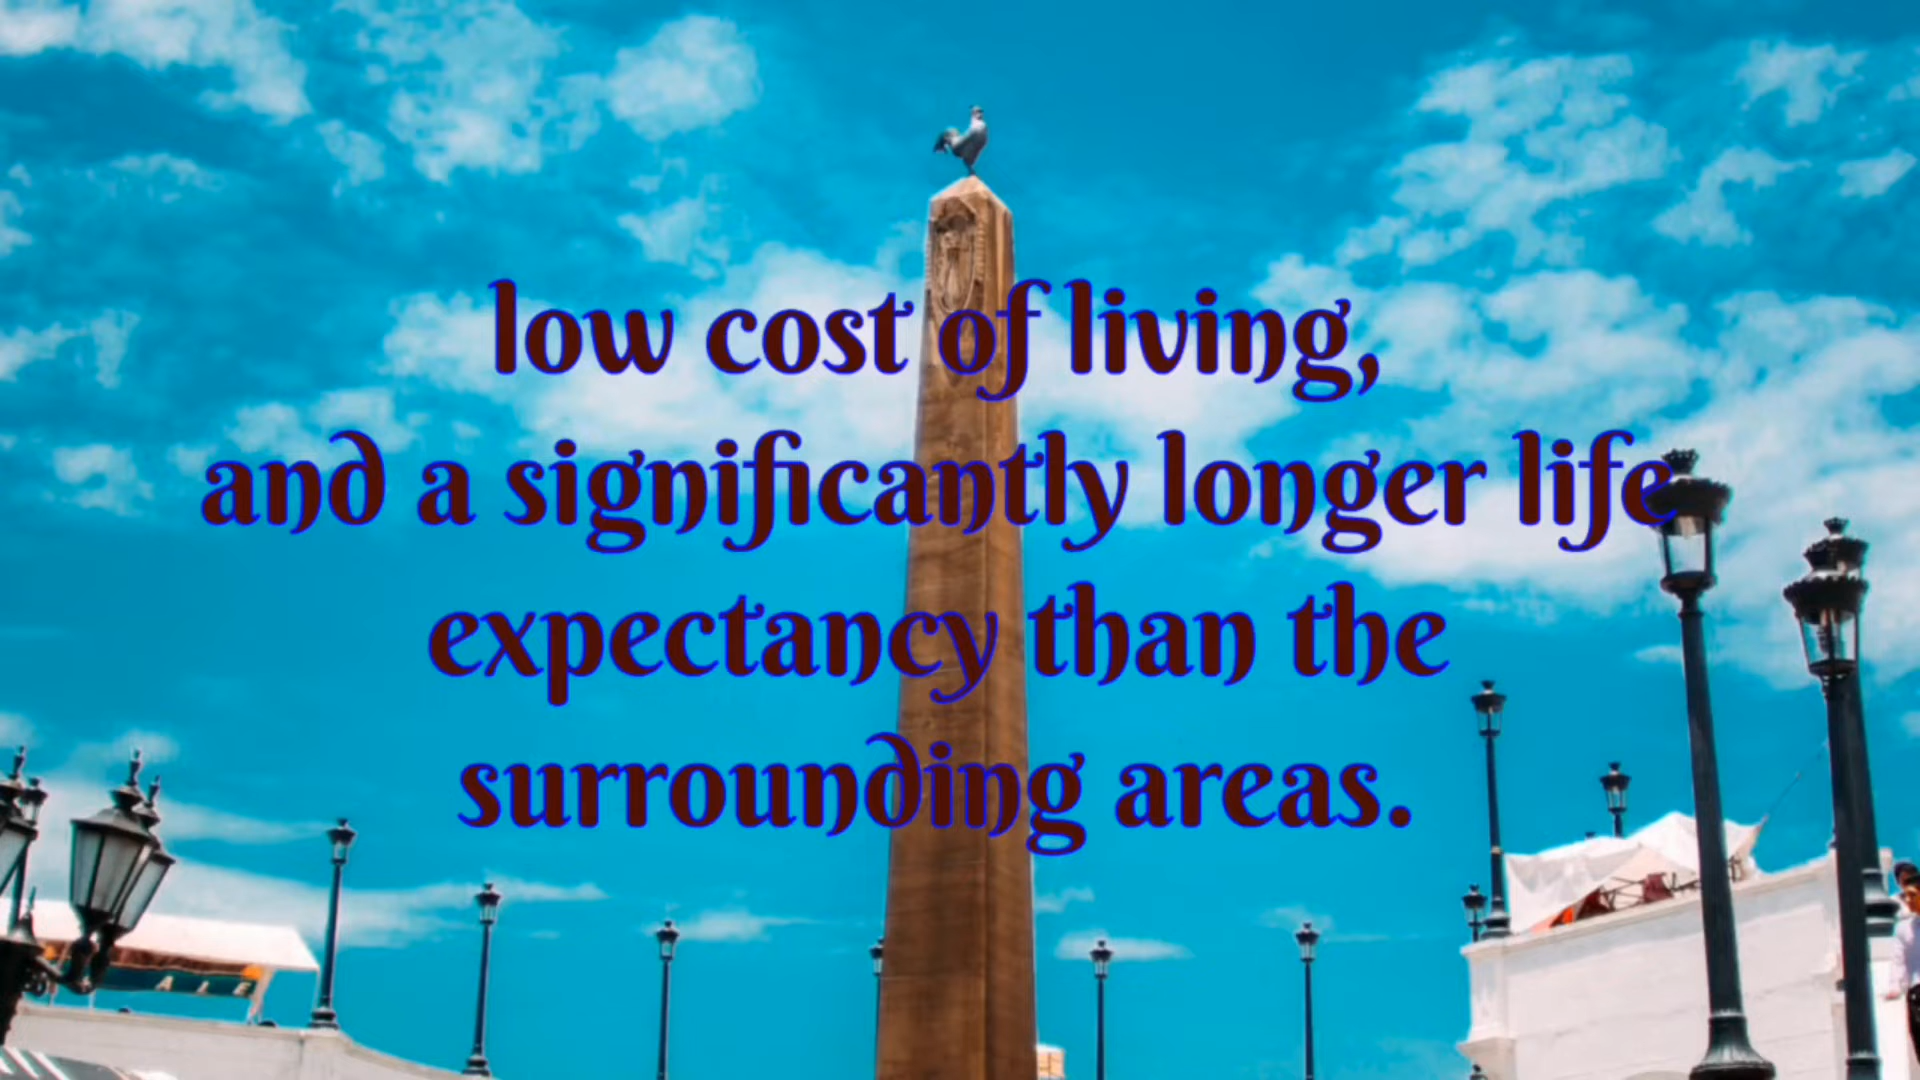 low cost of living,
and a significantly longer life
expectancy than the
surrounding areas.